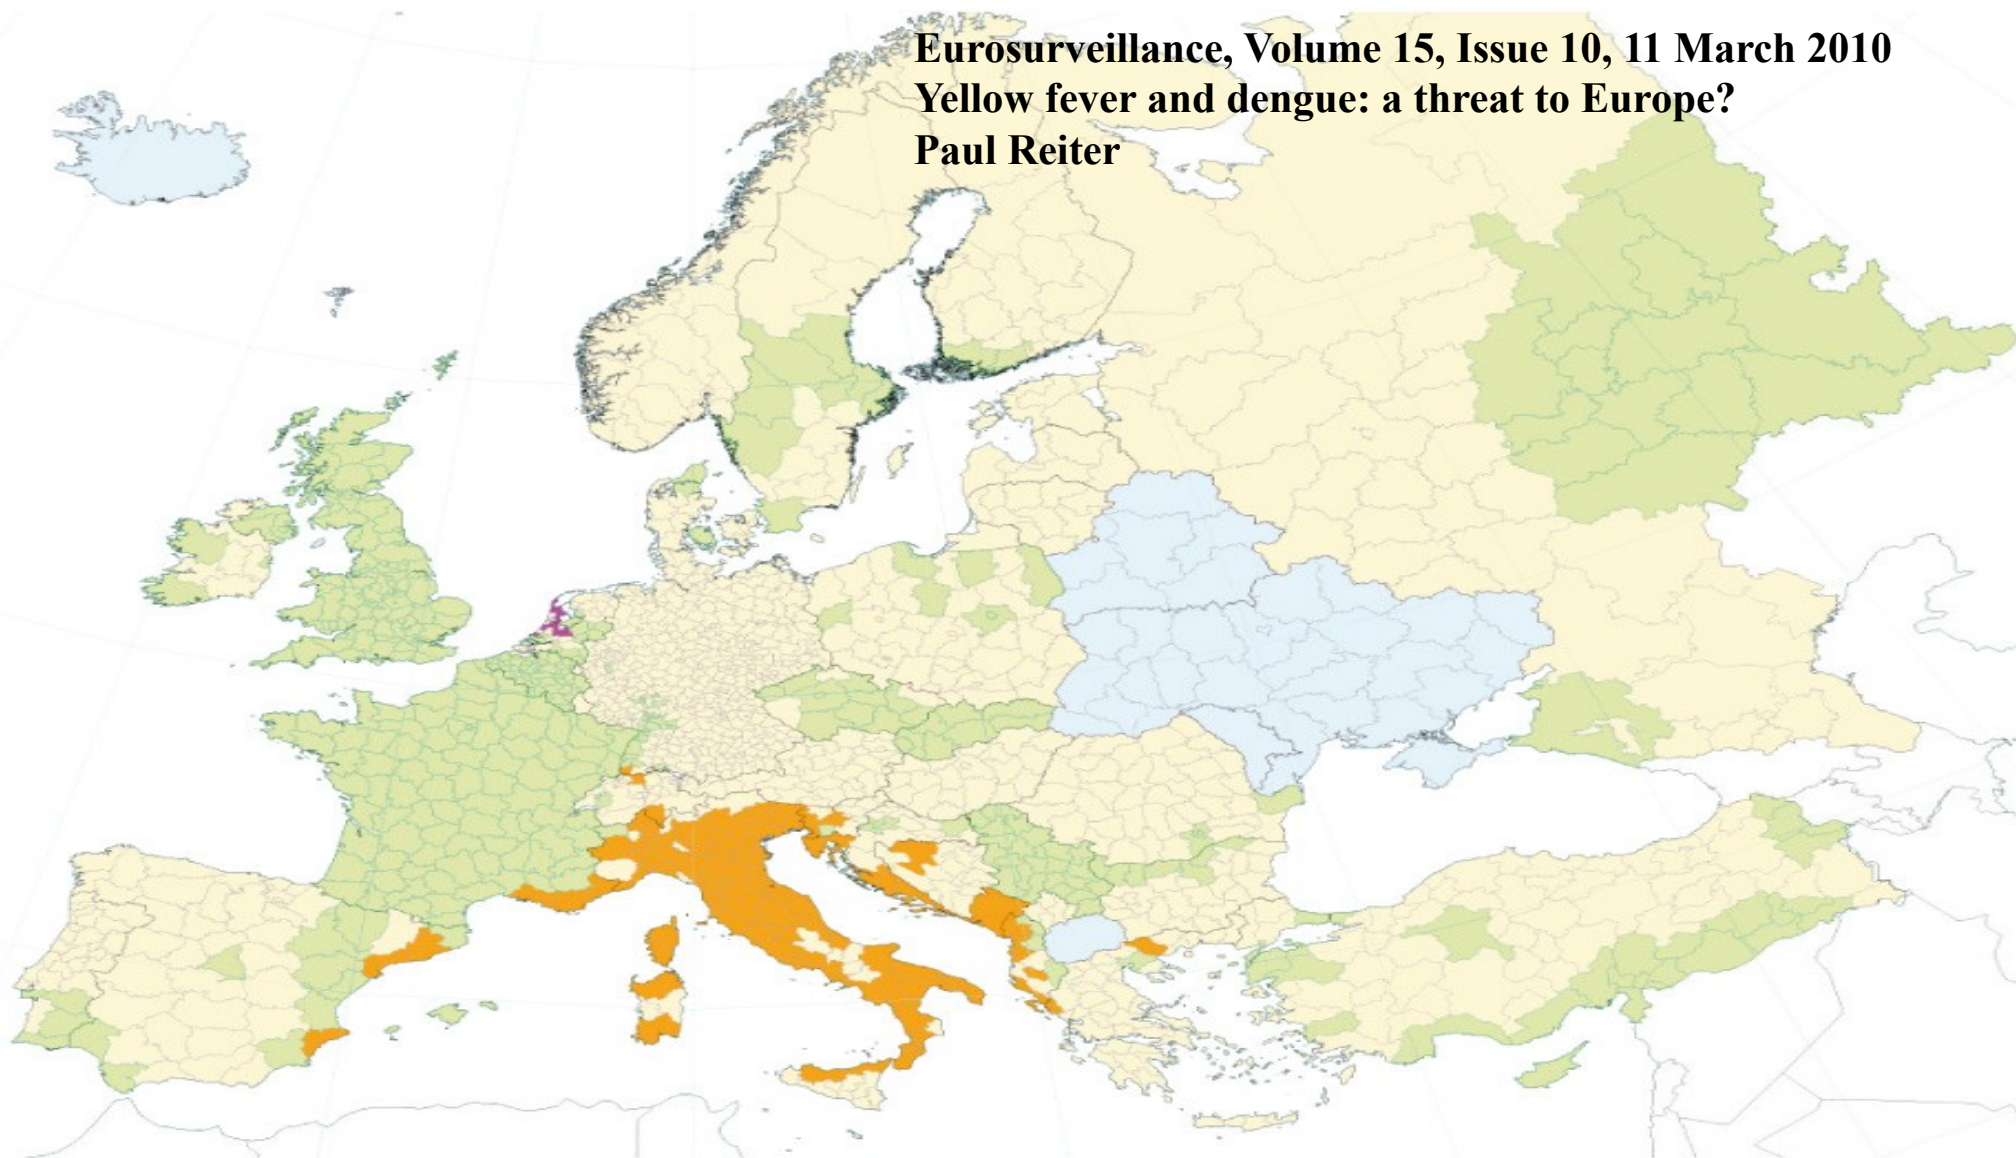 Eurosurveillance, Volume 15, Issue 10, 11 March 2010
Yellow fever and dengue: a threat to Europe?
Paul Reiter